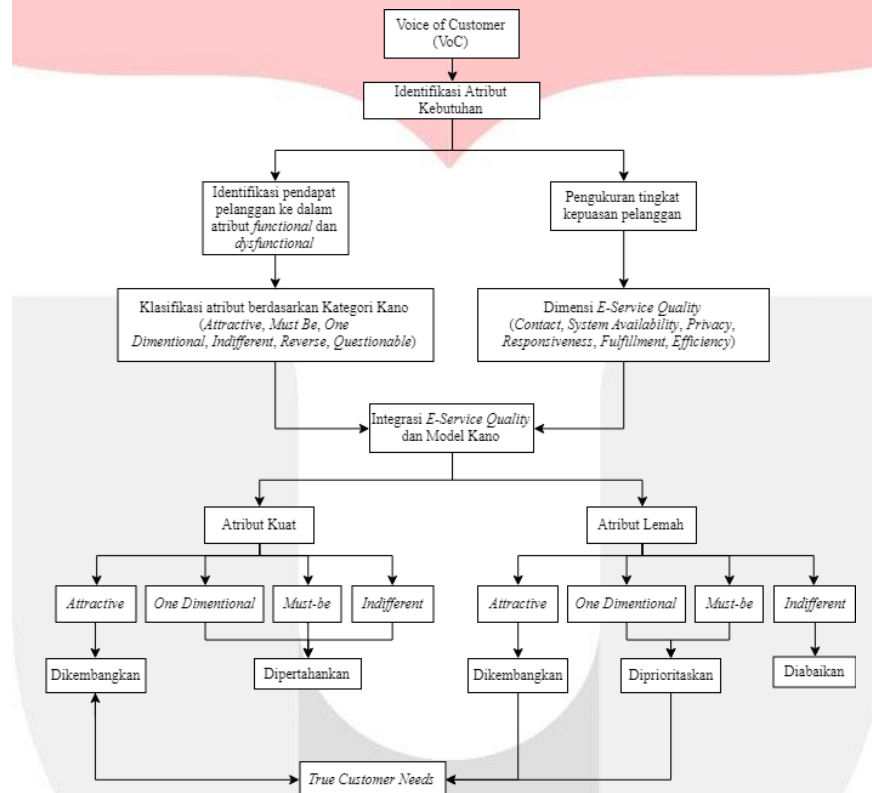 Voice of Customer
(VoC)
Identifikasi Atribut
Kebutuhan
Identifikasi pendapat
pelanggan ke dalam
atribut functional dan
dysfunctional
Pengukuran tingkat
kepuasan pelanggan
Klasifikasi atribut berdasarkan Kategori Kano
(Attractive, Must Be, One
Dimentional, Indifferent, Reverse, Questionable)
Dimensi E-Service Quality
(Contact, System Availability, Privacy,
Responsiveness, Fulfillment, Efficiency)
Integrasi E-Service Quality
dan Model Kano
Atribut Kuat
Atribut Lemah
Attractive
One Dimentional
Must-be
Indifferent
Attractive
One Dimentional
Must-be
Indifferent
Dikembangkan
Dipertahankan
Dikembangkan
Diprioritaskan
Diabaikan
True Customer Needs